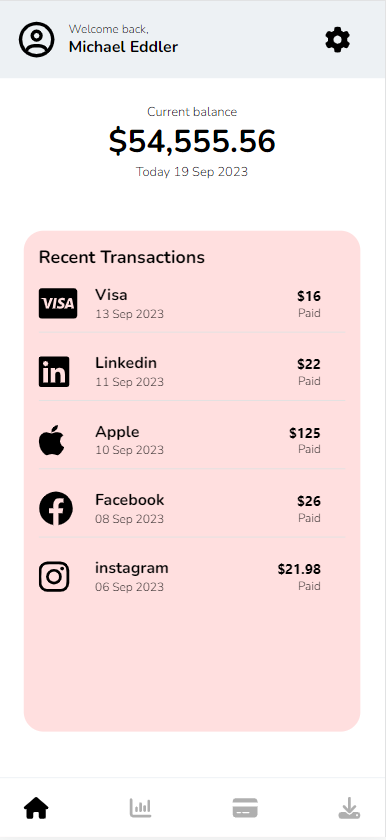 Welcome back,
Michael Eddler
Current balance
$54,555.56
Today 19 Sep 2023
Recent Transactions
VISA
Visa
$16
13 Sep 2023
Paid
in
Linkedin
$22
11 Sep 2023
Paid
Apple
$125
10 Sep 2023
Paid
Facebook
$26
08 Sep 2023
Paid
instagram
$21.98
06 Sep 2023
Paid